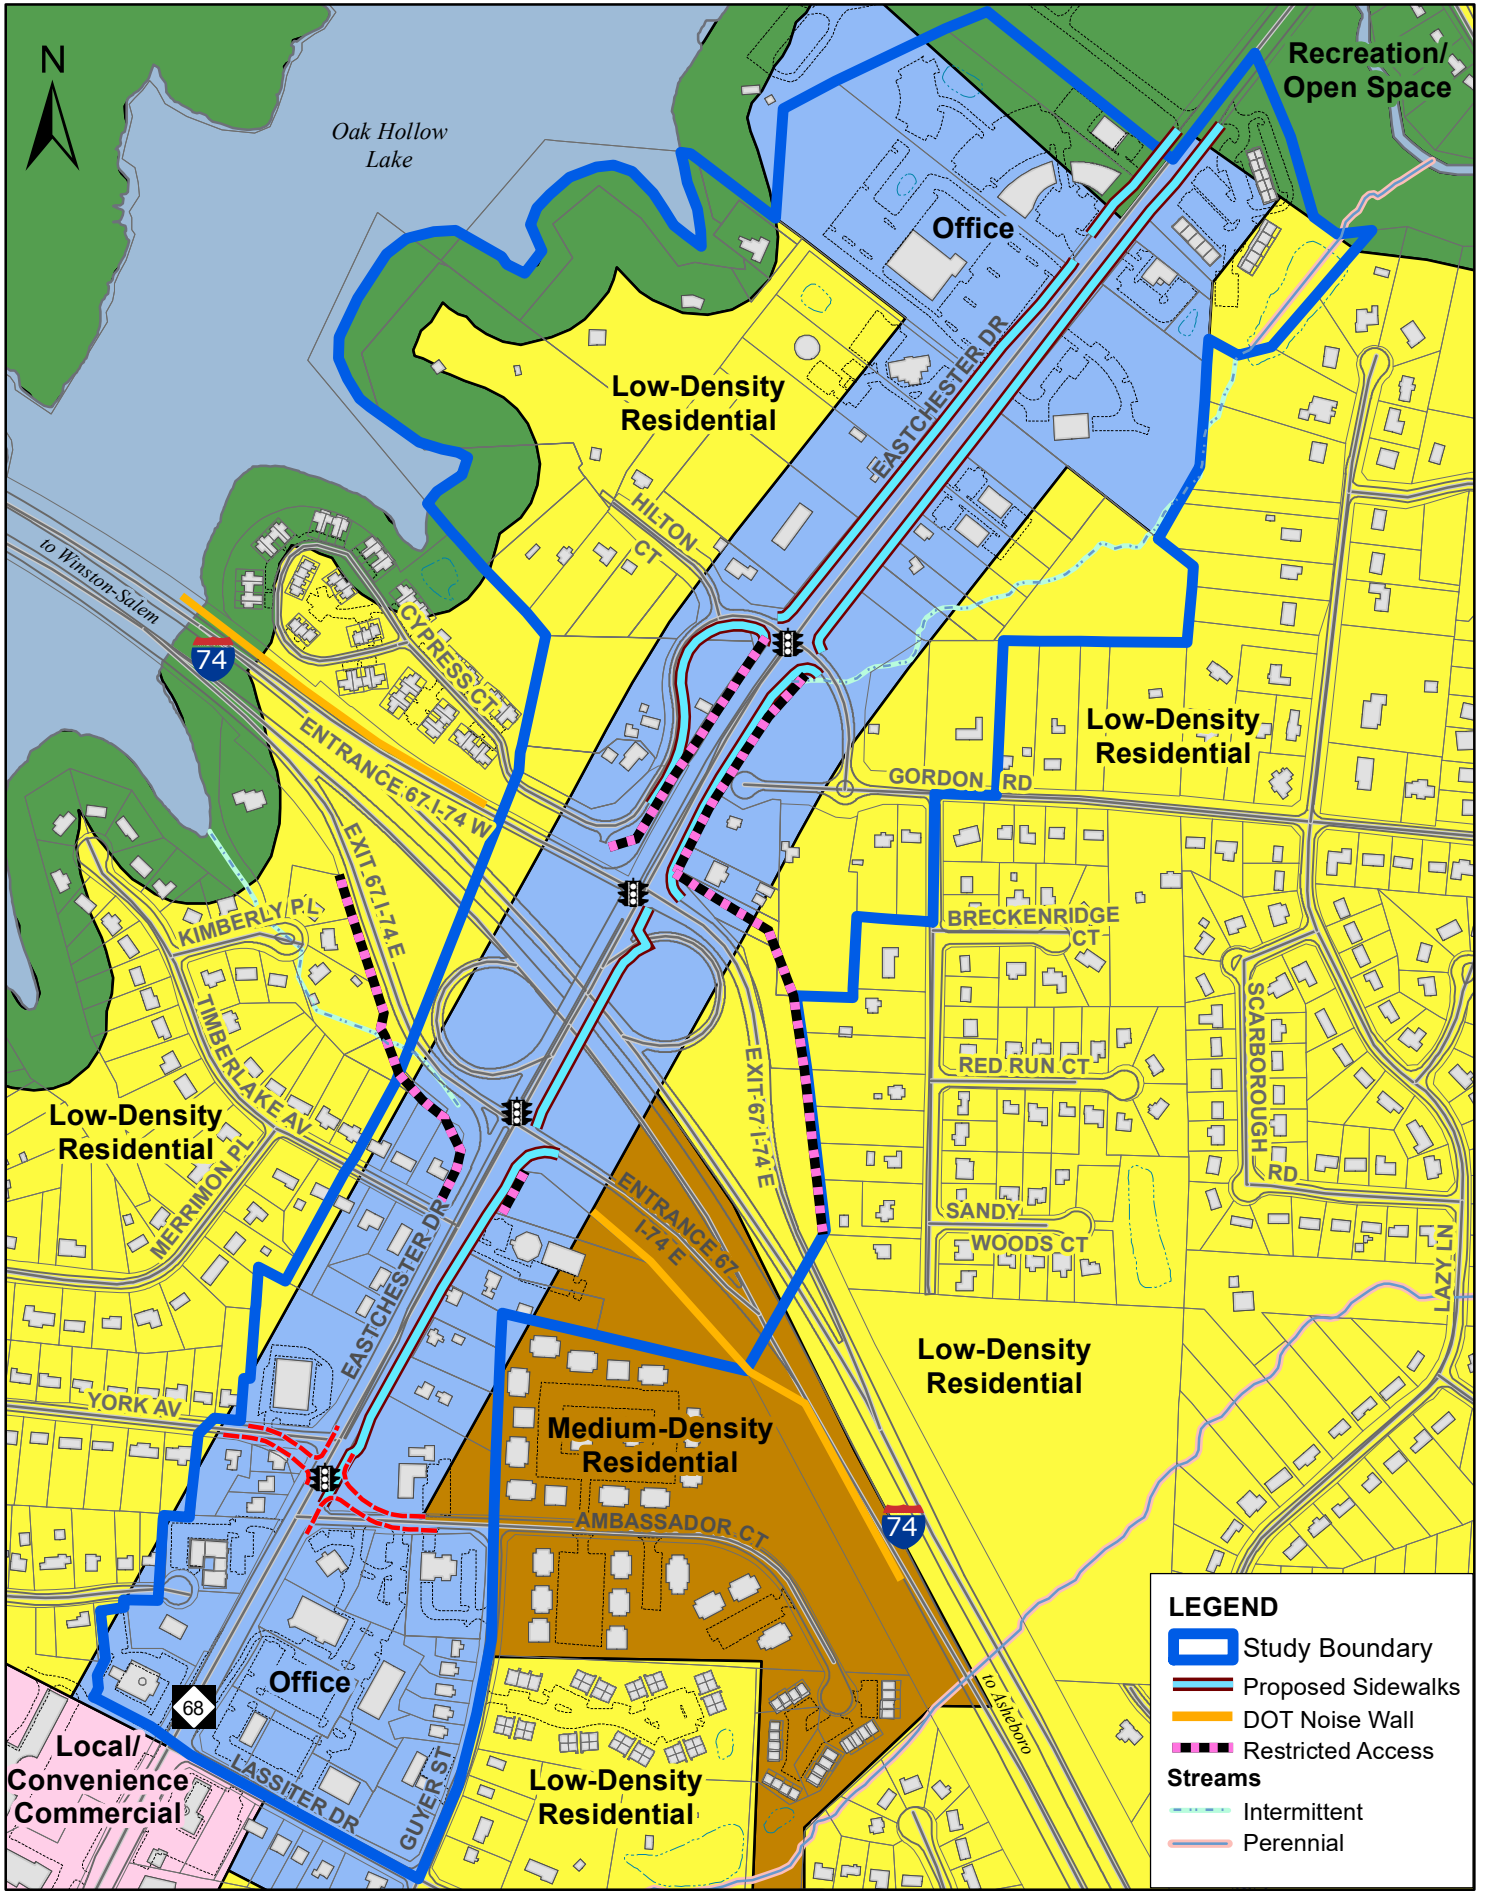 N
Recreation/
Open Space
Oak Hollow
Lake
Office
EASTCHESTER DR
Low-Density
Residential
HILTON
CT
to Winston-Salem
74
CYPRESS CT
ENTRANCE 67 I-74 W
Low-Density
Residential
GORDON RD
EXIT 67 I-74 E
KIMBERLY PL
BRECKENRIDGE
CT
TIMBERLAKE AV
SCARBOROUGH
RD
RED RUN CT
EXIT 67 I-74 E
Low-Density
Residential
MERRIMON PL
EASTCHESTER DR
ENTRANCE 67
I-74 E
SANDY
WOODS CT
LAZY LN
Low-Density
Residential
YORK AV
Medium-Density
Residential
AMBASSADOR CT
74
Office
68
to Asheboro
Local/
Convenience
Commercial
LASSITER DR
GUYER ST
Low-Density
Residential
LEGEND
Study Boundary
Proposed Sidewalks
DOT Noise Wall
Restricted Access
Streams
Intermittent
Perennial